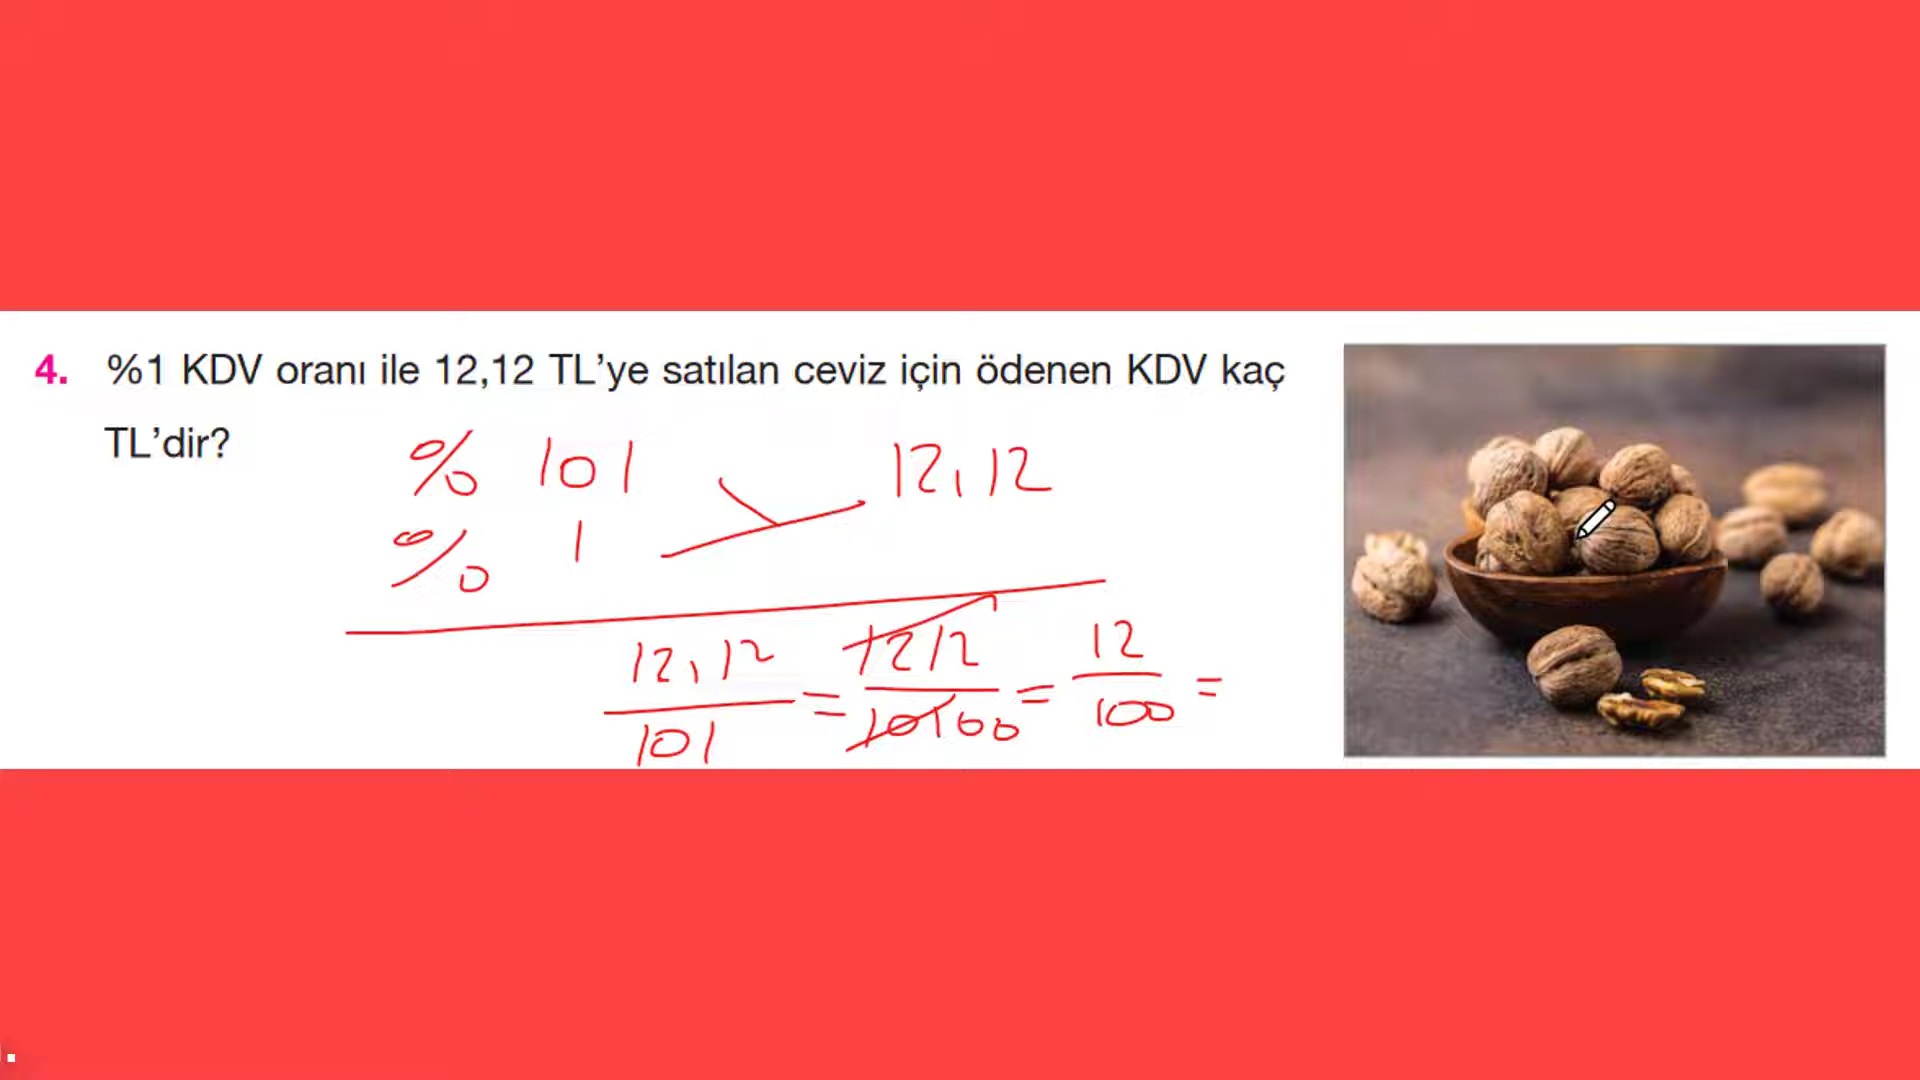 4. %1 KDV oranı ile 12,12 TL’ye satılan ceviz için ödenen KDV kaç
TL’dir?
% 101 12,12
% 1
12,12 / 101 = 1212 / 10100 = 12 / 100 =
.